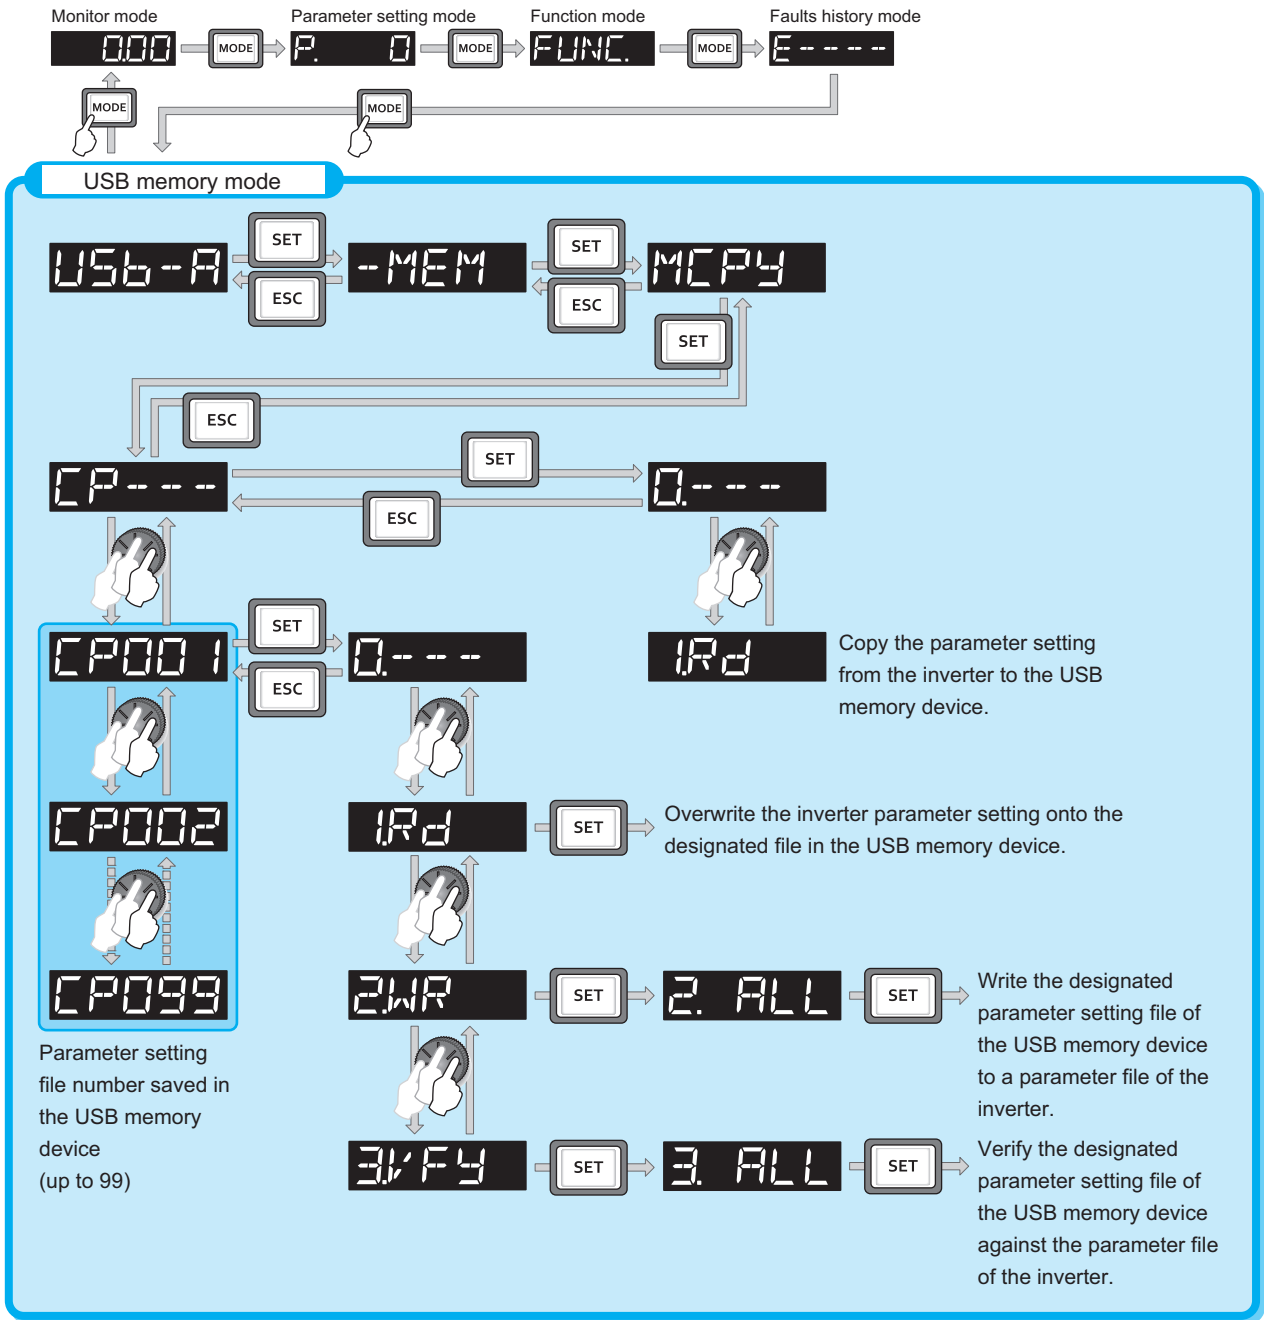 Monitor mode
Parameter setting mode
Function mode
Faults history mode
0.00
MODE
P. 0
MODE
FUNC.
MODE
E----
MODE
MODE
USB memory mode
USb-A
SET
ESC
-MEM
SET
ESC
MCPY
SET
ESC
CP---
SET
ESC
0.---
CP001
SET
ESC
0.---
1.Rd
Copy the parameter setting
from the inverter to the USB
memory device.
CP002
1.Rd
SET
Overwrite the inverter parameter setting onto the
designated file in the USB memory device.
CP099
2.WR
SET
2. ALL
SET
Write the designated
parameter setting file of
the USB memory device
to a parameter file of the
inverter.
Parameter setting
file number saved in
the USB memory
device
(up to 99)
3.VFY
SET
3. ALL
SET
Verify the designated
parameter setting file of
the USB memory device
against the parameter file
of the inverter.